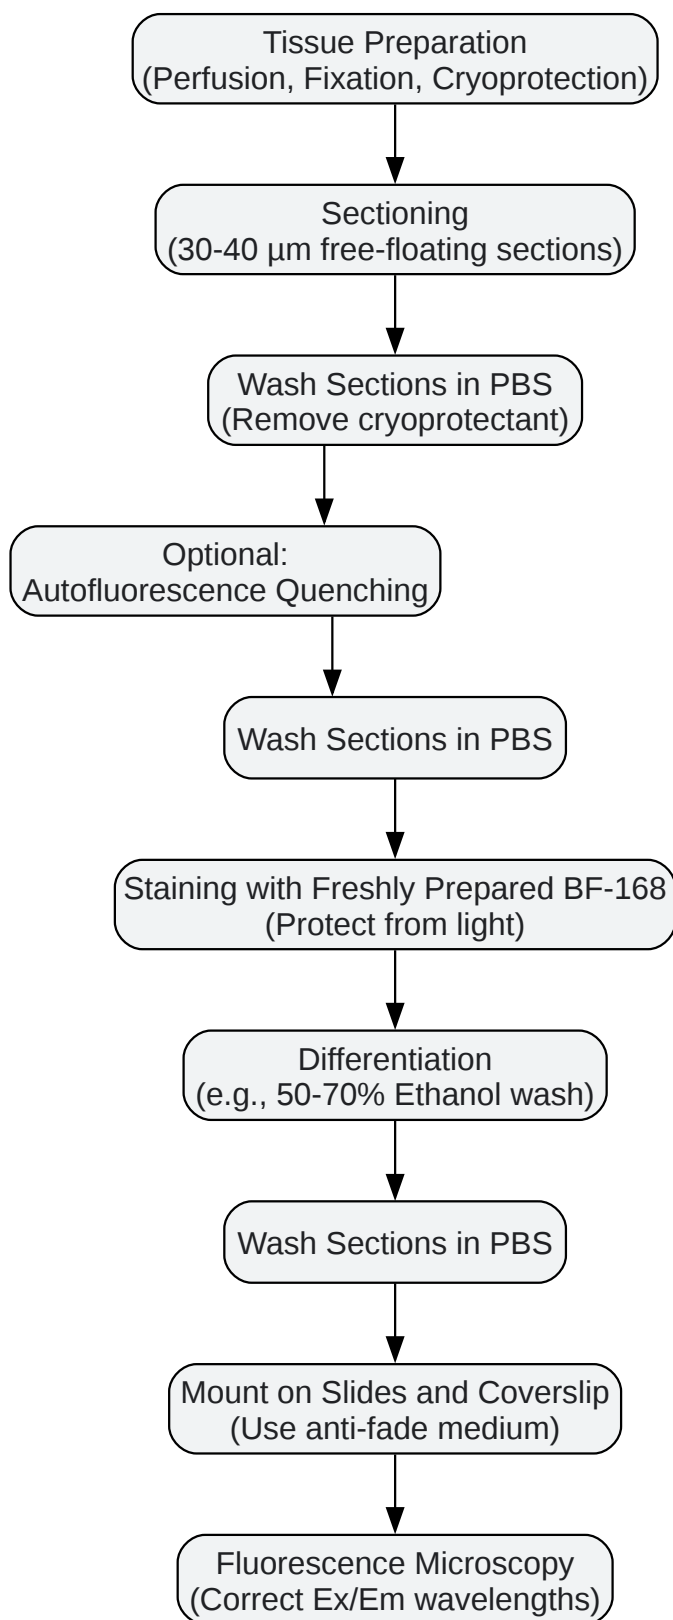 Tissue Preparation
(Perfusion, Fixation, Cryoprotection)
Sectioning
(30-40 µm free-floating sections)
Wash Sections in PBS
(Remove cryoprotectant)
Optional:
Autofluorescence Quenching
Wash Sections in PBS
Staining with Freshly Prepared BF-168
(Protect from light)
Differentiation
(e.g., 50-70% Ethanol wash)
Wash Sections in PBS
Mount on Slides and Coverslip
(Use anti-fade medium)
Fluorescence Microscopy
(Correct Ex/Em wavelengths)